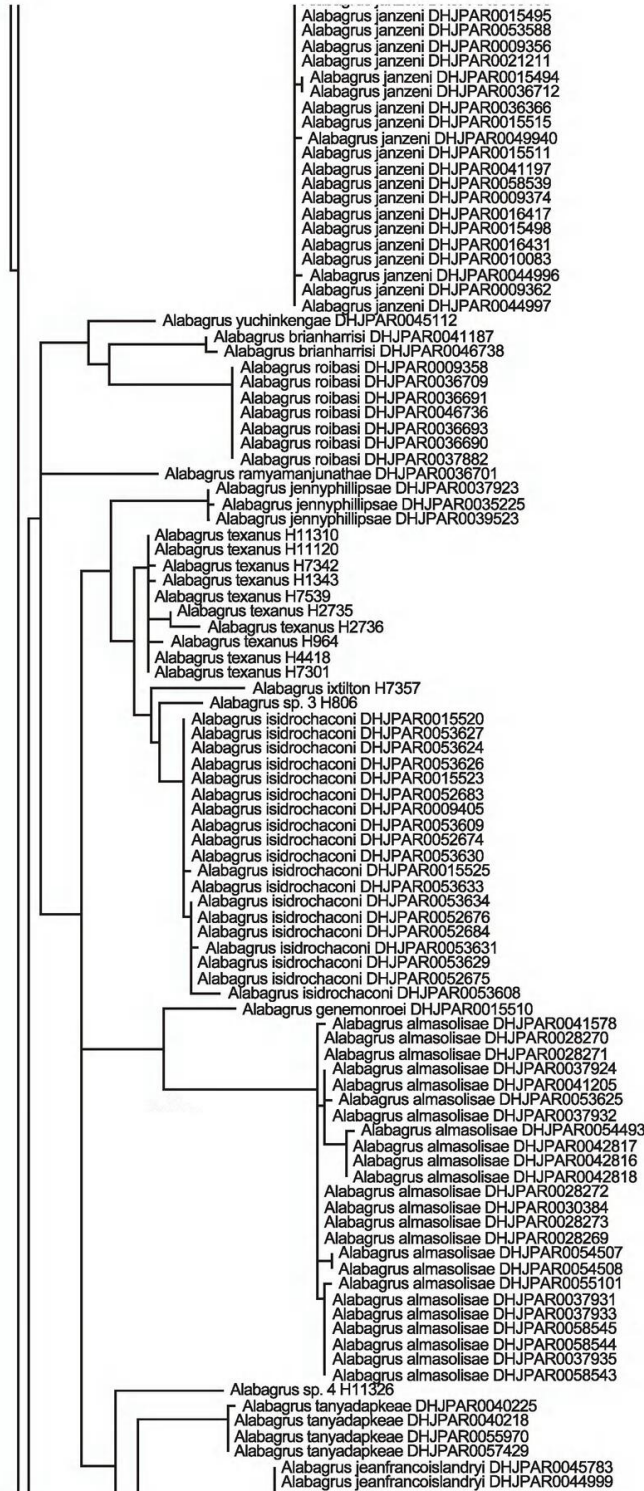 Alabagrus janzeni DHJPAR0015495
Alabagrus janzeni DHJPAR0053588
Alabagrus janzeni DHJPAR0009356
Alabagrus janzeni DHJPAR0021211
Alabagrus janzeni DHJPAR0015494
Alabagrus janzeni DHJPAR0036712
Alabagrus janzeni DHJPAR0036366
Alabagrus janzeni DHJPAR0015515
Alabagrus janzeni DHJPAR0049940
Alabagrus janzeni DHJPAR0015511
Alabagrus janzeni DHJPAR0041197
Alabagrus janzeni DHJPAR0058539
Alabagrus janzeni DHJPAR0009374
Alabagrus janzeni DHJPAR0016417
Alabagrus janzeni DHJPAR0015498
Alabagrus janzeni DHJPAR0016431
Alabagrus janzeni DHJPAR0010083
Alabagrus janzeni DHJPAR0044996
Alabagrus janzeni DHJPAR0009362
Alabagrus janzeni DHJPAR0044997
Alabagrus yuchinkengae DHJPAR0045112
Alabagrus brianharrisi DHJPAR0041187
Alabagrus brianharrisi DHJPAR0046738
Alabagrus roibasi DHJPAR0009358
Alabagrus roibasi DHJPAR0036709
Alabagrus roibasi DHJPAR0036691
Alabagrus roibasi DHJPAR0046736
Alabagrus roibasi DHJPAR0036693
Alabagrus roibasi DHJPAR0036690
Alabagrus roibasi DHJPAR0037882
Alabagrus ramyamanjunathae DHJPAR0036701
Alabagrus jennyphillipsae DHJPAR0037923
Alabagrus jennyphillipsae DHJPAR0035225
Alabagrus jennyphillipsae DHJPAR0039523
Alabagrus texanus H11310
Alabagrus texanus H11120
Alabagrus texanus H7342
Alabagrus texanus H1343
Alabagrus texanus H7539
Alabagrus texanus H2735
Alabagrus texanus H2736
Alabagrus texanus H964
Alabagrus texanus H4418
Alabagrus texanus H7301
Alabagrus ixtilton H7357
Alabagrus sp. 3 H806
Alabagrus isidrochaconi DHJPAR0015520
Alabagrus isidrochaconi DHJPAR0053627
Alabagrus isidrochaconi DHJPAR0053624
Alabagrus isidrochaconi DHJPAR0053626
Alabagrus isidrochaconi DHJPAR0015523
Alabagrus isidrochaconi DHJPAR0052683
Alabagrus isidrochaconi DHJPAR0009405
Alabagrus isidrochaconi DHJPAR0053609
Alabagrus isidrochaconi DHJPAR0052674
Alabagrus isidrochaconi DHJPAR0053630
Alabagrus isidrochaconi DHJPAR0015525
Alabagrus isidrochaconi DHJPAR0053633
Alabagrus isidrochaconi DHJPAR0053634
Alabagrus isidrochaconi DHJPAR0052676
Alabagrus isidrochaconi DHJPAR0052684
Alabagrus isidrochaconi DHJPAR0053631
Alabagrus isidrochaconi DHJPAR0053629
Alabagrus isidrochaconi DHJPAR0052675
Alabagrus isidrochaconi DHJPAR0053608
Alabagrus genemonroei DHJPAR0015510
Alabagrus almasolisae DHJPAR0041578
Alabagrus almasolisae DHJPAR0028270
Alabagrus almasolisae DHJPAR0028271
Alabagrus almasolisae DHJPAR0037924
Alabagrus almasolisae DHJPAR0041205
Alabagrus almasolisae DHJPAR0053625
Alabagrus almasolisae DHJPAR0037932
Alabagrus almasolisae DHJPAR0054493
Alabagrus almasolisae DHJPAR0042817
Alabagrus almasolisae DHJPAR0042816
Alabagrus almasolisae DHJPAR0042818
Alabagrus almasolisae DHJPAR0028272
Alabagrus almasolisae DHJPAR0030384
Alabagrus almasolisae DHJPAR0028273
Alabagrus almasolisae DHJPAR0028269
Alabagrus almasolisae DHJPAR0054507
Alabagrus almasolisae DHJPAR0054508
Alabagrus almasolisae DHJPAR0055101
Alabagrus almasolisae DHJPAR0037931
Alabagrus almasolisae DHJPAR0037933
Alabagrus almasolisae DHJPAR0058545
Alabagrus almasolisae DHJPAR0058544
Alabagrus almasolisae DHJPAR0037935
Alabagrus almasolisae DHJPAR0058543
Alabagrus sp. 4 H11326
Alabagrus tanyadapkeae DHJPAR0040225
Alabagrus tanyadapkeae DHJPAR0040218
Alabagrus tanyadapkeae DHJPAR0055970
Alabagrus tanyadapkeae DHJPAR0057429
Alabagrus jeanfrancoislandryi DHJPAR0045783
Alabagrus jeanfrancoislandryi DHJPAR0044999